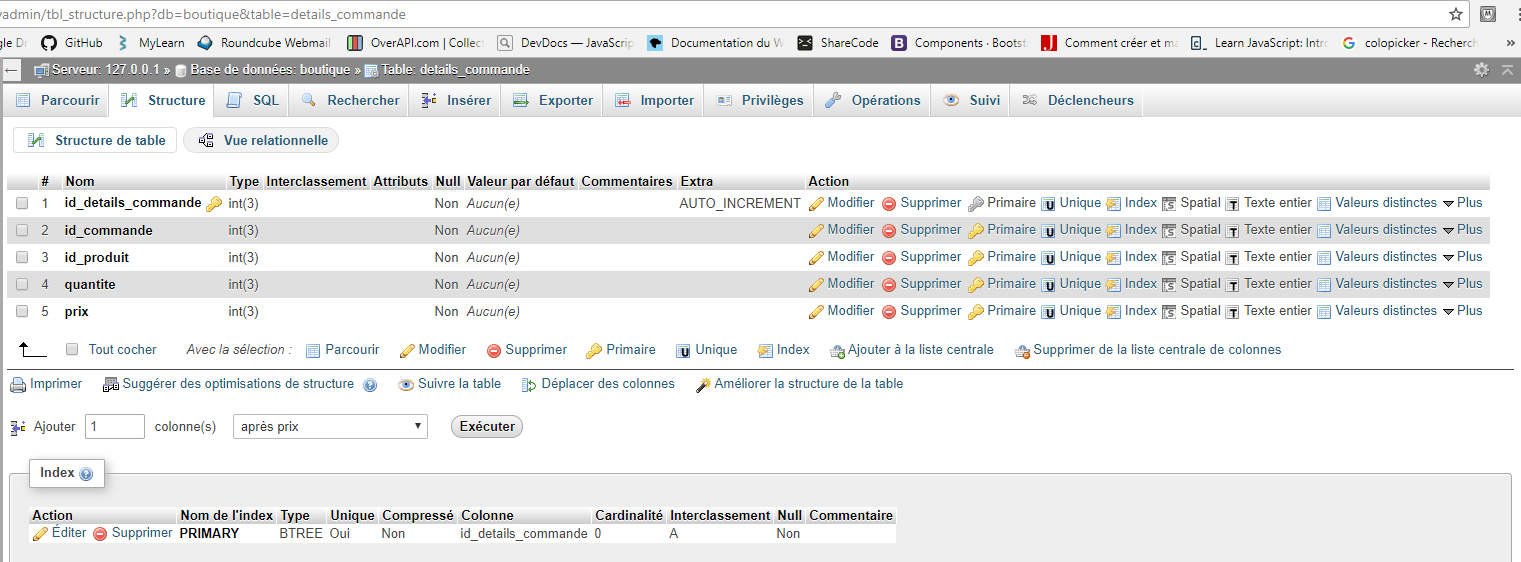 yadmin/tbl_structure.php?db=boutique&table=details_commande
gle Dr GitHub MyLearn Roundcube Webmail OverAPI.com | Collect DevDocs — JavaScrip Documentation du W ShareCode Components · Bootst Comment créer et ma Learn JavaScript: Intro colopicker - Recherch »
Serveur: 127.0.0.1 » Base de données: boutique » Table: details_commande
Parcourir Structure SQL Rechercher Insérer Exporter Importer Privilèges Opérations Suivi Déclencheurs
Structure de table Vue relationnelle
# Nom Type Interclassement Attributs Null Valeur par défaut Commentaires Extra Action
1 id_details_commande int(3) Non Aucun(e) AUTO_INCREMENT Modifier Supprimer Primaire Unique Index Spatial Texte entier Valeurs distinctes Plus
2 id_commande int(3) Non Aucun(e) Modifier Supprimer Primaire Unique Index Spatial Texte entier Valeurs distinctes Plus
3 id_produit int(3) Non Aucun(e) Modifier Supprimer Primaire Unique Index Spatial Texte entier Valeurs distinctes Plus
4 quantite int(3) Non Aucun(e) Modifier Supprimer Primaire Unique Index Spatial Texte entier Valeurs distinctes Plus
5 prix int(3) Non Aucun(e) Modifier Supprimer Primaire Unique Index Spatial Texte entier Valeurs distinctes Plus
Tout cocher Avec la sélection : Parcourir Modifier Supprimer Primaire Unique Index Ajouter à la liste centrale Supprimer de la liste centrale de colonnes
Imprimer Suggérer des optimisations de structure Suivre la table Déplacer des colonnes Améliorer la structure de la table
Ajouter 1 colonne(s) après prix Exécuter
Index
Action Nom de l'index Type Unique Compressé Colonne Cardinalité Interclassement Null Commentaire
Éditer Supprimer PRIMARY BTREE Oui Non id_details_commande 0 A Non